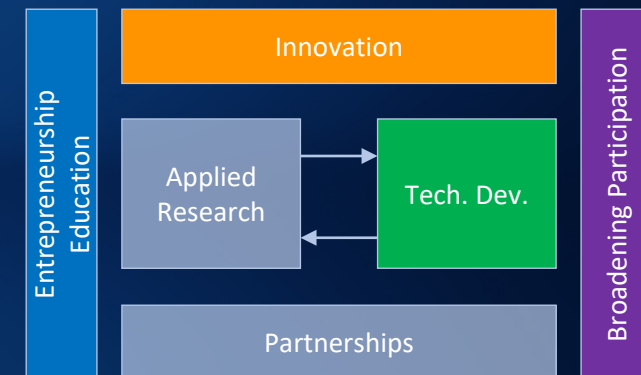 Entrepreneurship
Education
Innovation
Applied
Research
Tech. Dev.
Partnerships
Broadening Participation